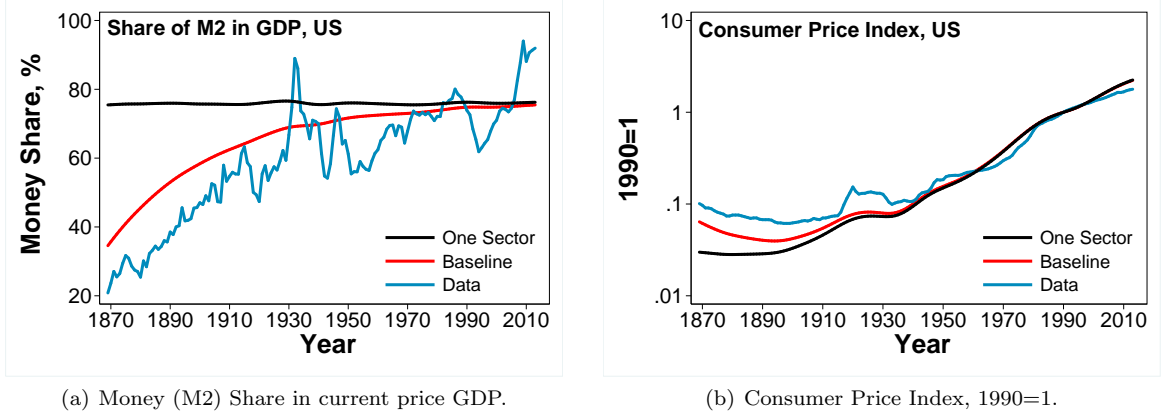 Share of M2 in GDP, US
Money Share, %
100
80
60
40
20
One Sector
Baseline
Data
1870 1890 1910 1930 1950 1970 1990 2010
Year
(a) Money (M2) Share in current price GDP.
Consumer Price Index, US
1990=1
1
.1
.01
One Sector
Baseline
Data
1870 1890 1910 1930 1950 1970 1990 2010
Year
(b) Consumer Price Index, 1990=1.